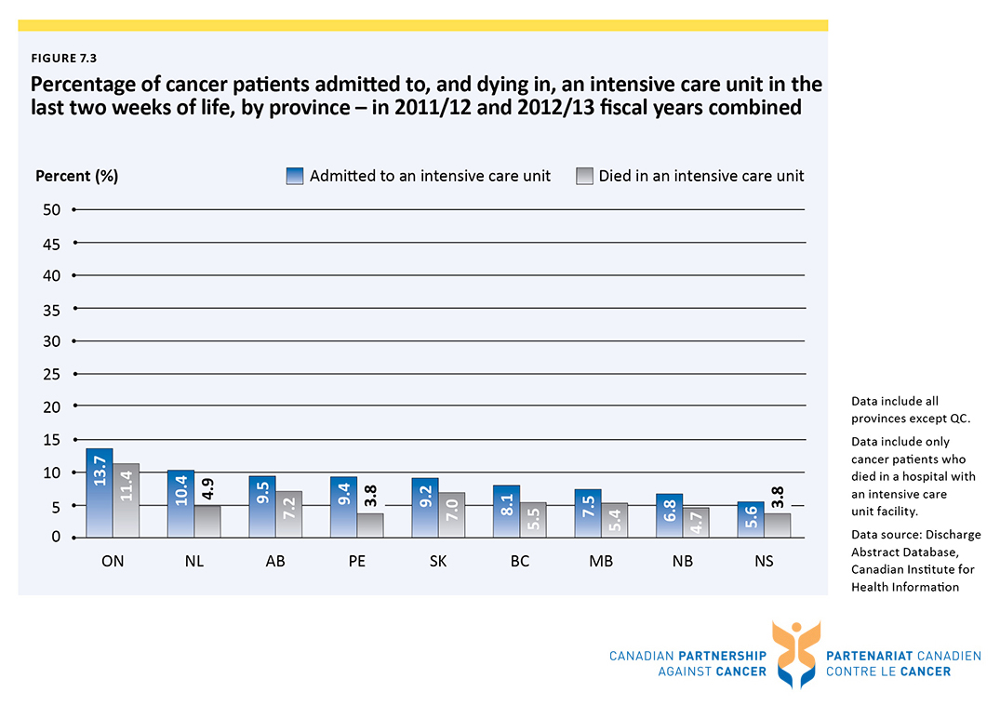 FIGURE 7.3
Percentage of cancer patients admitted to, and dying in, an intensive care unit in the
last two weeks of life, by province – in 2011/12 and 2012/13 fiscal years combined
Percent (%)
Admitted to an intensive care unit
Died in an intensive care unit
50
45
40
35
30
25
20
15
10
5
0
13.7
11.4
10.4
4.9
9.5
7.2
9.4
3.8
9.2
7.0
8.1
5.5
7.5
5.4
6.8
4.7
5.6
3.8
ON
NL
AB
PE
SK
BC
MB
NB
NS
Data include all
provinces except QC.
Data include only
cancer patients who
died in a hospital with
an intensive care
unit facility.
Data source: Discharge
Abstract Database,
Canadian Institute for
Health Information
CANADIAN PARTNERSHIP
AGAINST CANCER
PARTENARIAT CANADIEN
CONTRE LE CANCER